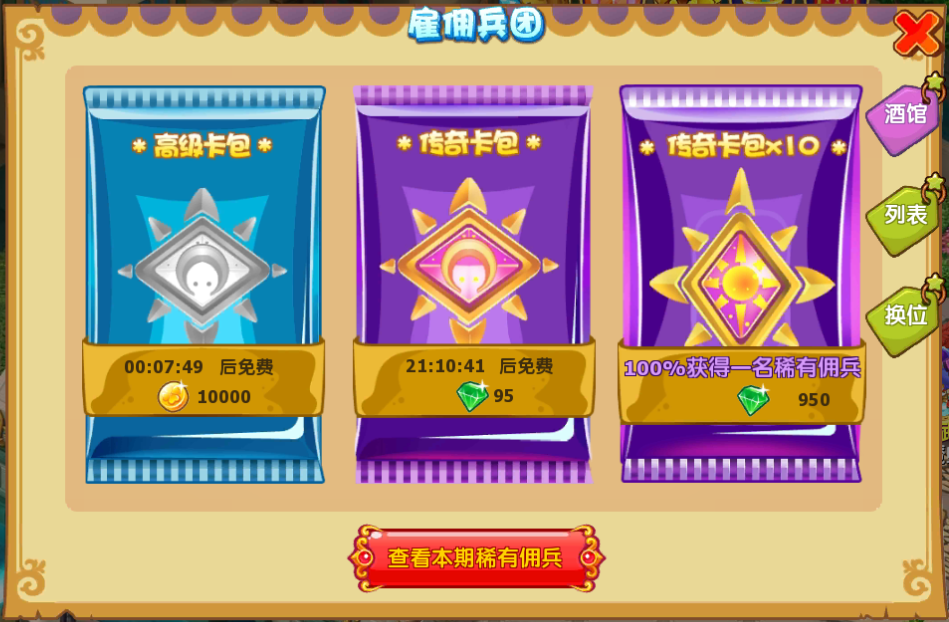 雇佣兵团
高级卡包
传奇卡包
传奇卡包x10
酒馆
列表
换位
00:07:49 后免费
10000
21:10:41 后免费
95
100%获得一名稀有佣兵
950
查看本期稀有佣兵